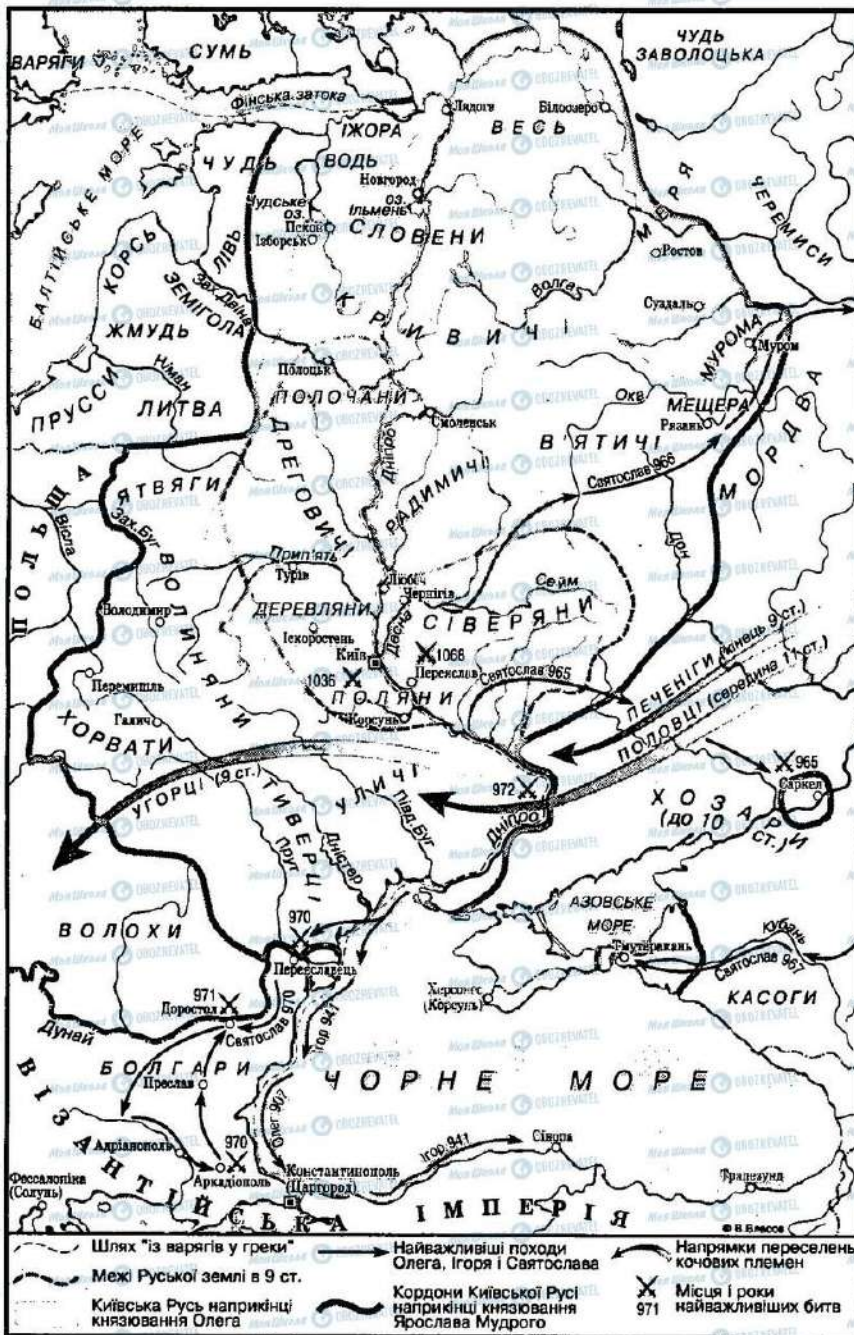 ВАРЯГИ
СУМЬ
ЧУДЬ
ЗАВОЛОЦЬКА
Фінська затока
Ладога
Білоозеро
ІЖОРА
ВЕСЬ
ЧУДЬ
ВОДЬ
Новгород
оз.
Ільмень
БАЛТІЙСЬКЕ МОРЕ
Чудське
оз.
Псков
Ізборськ
СЛОВЕНИ
МЕРЯ
ЧЕРЕМИСИ
Ростов
КОРСЬ
ЛІВЬ
Зах. Двіна
ЗЕМІГОЛА
Волга
Суздаль
КРИВИЧІ
ЖМУДЬ
МУРОМА
Муром
Німан
Полоцьк
Ока
ПРУССИ
ЛИТВА
ПОЛОЧАНИ
МЕЩЕРА
Рязань
Смоленськ
В'ЯТИЧІ
МОРДВА
ДРЕГОВИЧІ
Дніпро
РАДИМИЧІ
Святослав 966
ПОЛЬЩА
ЯТВЯГИ
Вісла
Зах. Буг
Дон
Прип'ять
Турів
Любеч
Чернігів
Сейм
Володимир
ВОЛИНЯНИ
ДЕРЕВЛЯНИ
Десна
СІВЕРЯНИ
Іскоростень
Київ
1068
1036
Переяслав
Святослав 965
ПЕЧЕНІГИ (кінець 9 ст.)
ПОЛОВЦІ (середина 11 ст.)
Перемишль
ПОЛЯНИ
Корсунь
Галич
ХОРВАТИ
965
Саркел
УГОРЦІ (9 ст.)
УЛИЧІ
972
Дніпро
ХОЗАРИ
(до 10 ст.)
ТИВЕРЦІ
Півд. Буг
Прут
Дністер
ВОЛОХИ
970
АЗОВСЬКЕ
МОРЕ
Кубань
Переяславець
Тмутаракань
Святослав 967
971
Доростол
Херсонес
(Корсунь)
КАСОГИ
Дунай
Святослав 970
Ігор 941
БОЛГАРИ
Преслав
ЧОРНЕ МОРЕ
Олег 907
Адріанополь
970
Аркадіополь
Ігор 941
Синопа
Константинополь
(Царгород)
Фессалоніка
(Солунь)
Трапезунд
ВІЗАНТІЙСЬКА ІМПЕРІЯ
© В.Власов
Шлях "із варягів у греки"
Межі Руської землі в 9 ст.
Київська Русь наприкінці
князювання Олега
Найважливіші походи
Олега, Ігоря і Святослава
Кордони Київської Русі
наприкінці князювання
Ярослава Мудрого
Напрямки переселень
кочових племен
Місця і роки
971 найважливіших битв
Моя Школа OBOZREVATEL